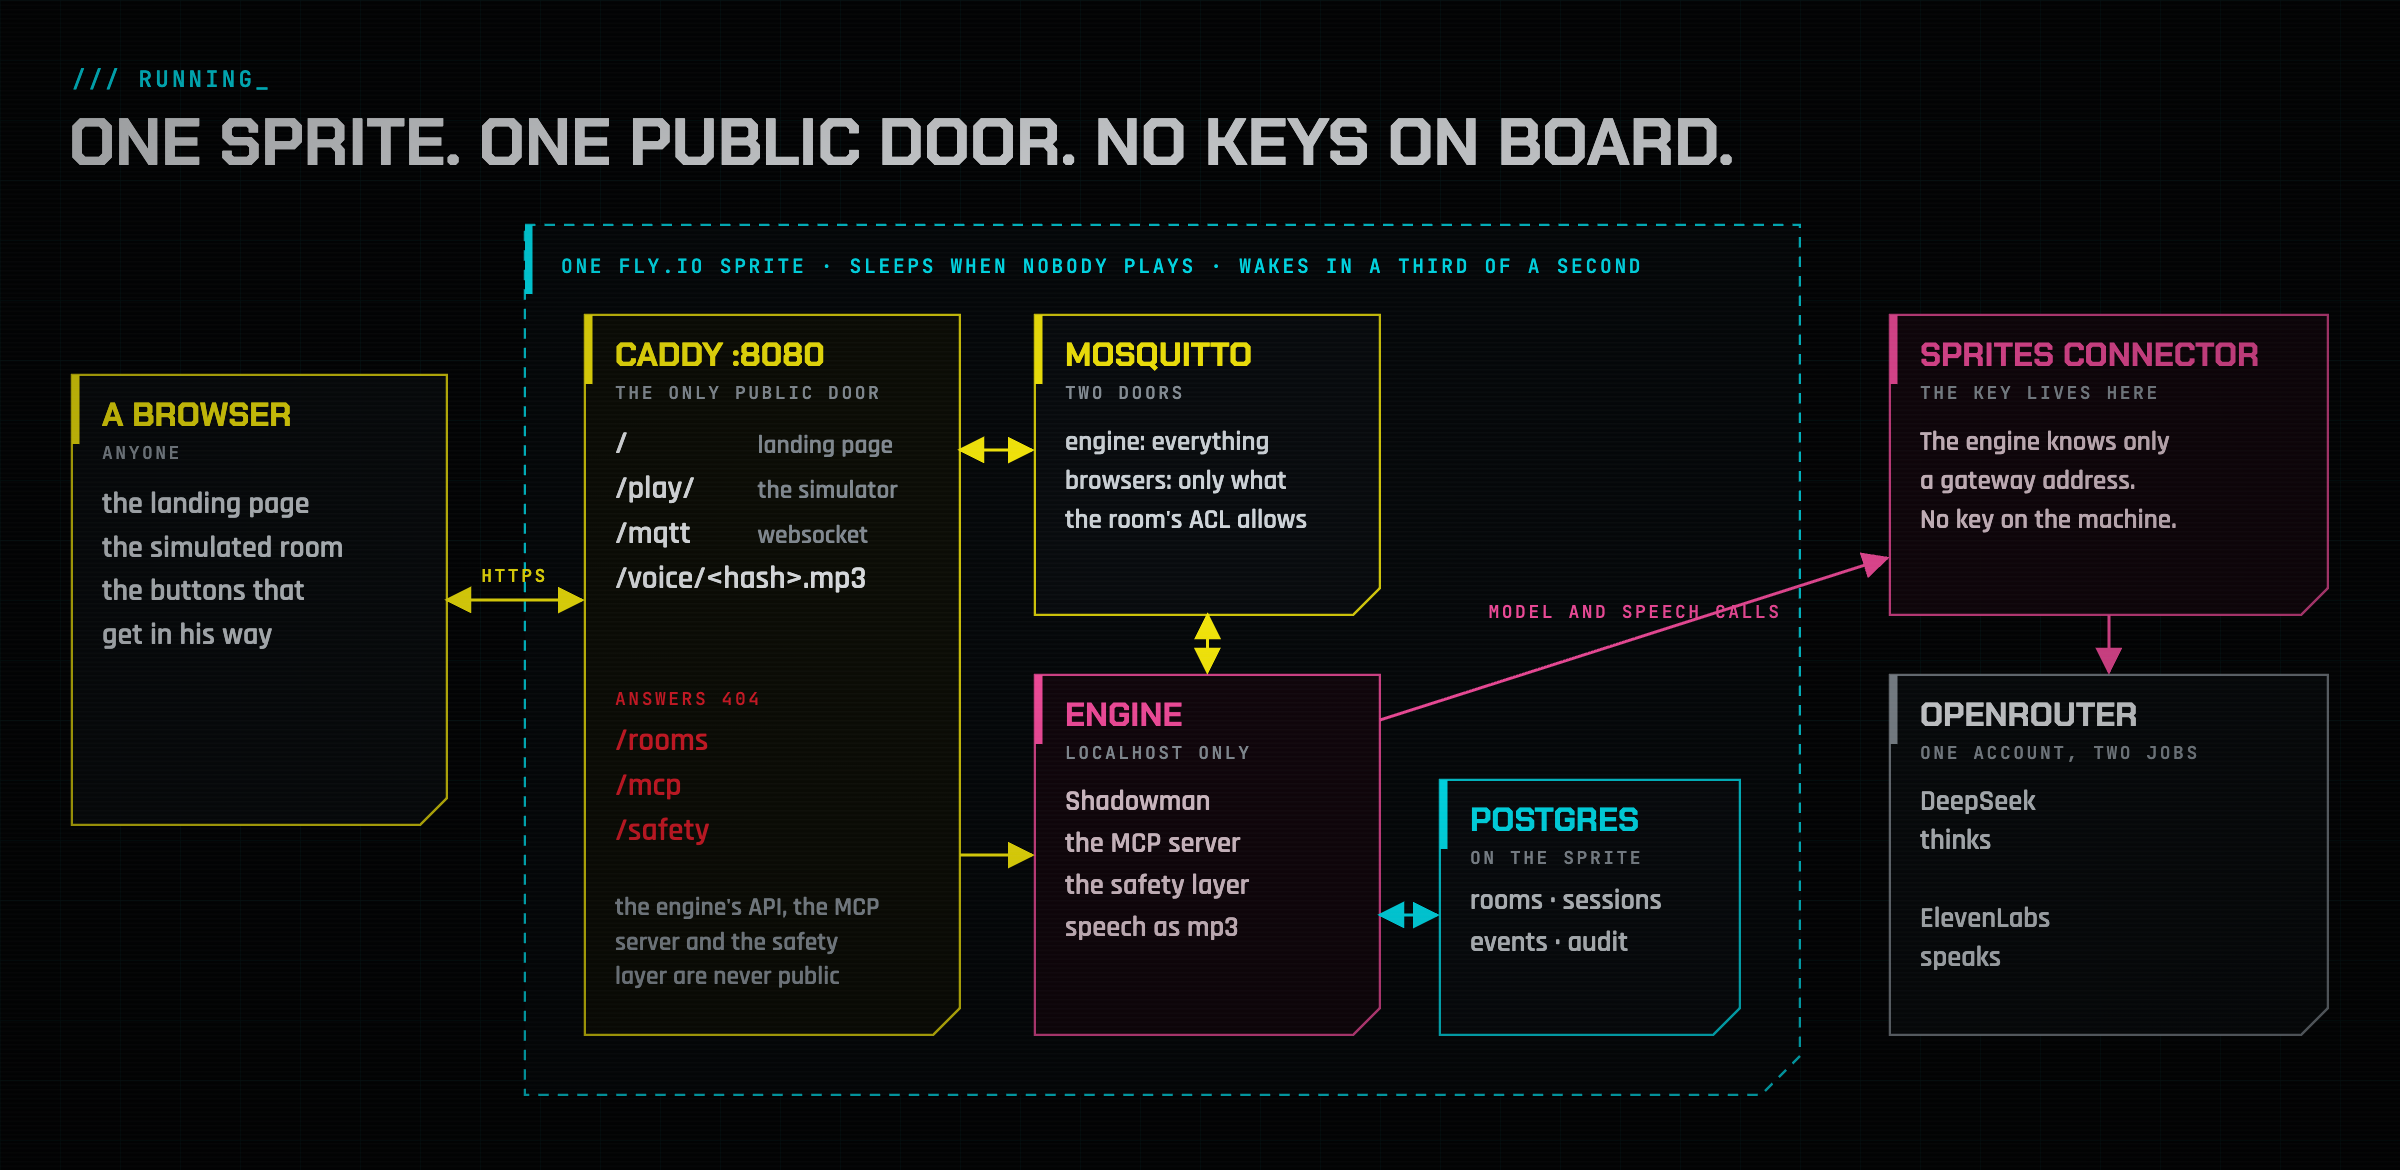 /// RUNNING_
ONE SPRITE. ONE PUBLIC DOOR. NO KEYS ON BOARD.
ONE FLY.IO SPRITE · SLEEPS WHEN NOBODY PLAYS · WAKES IN A THIRD OF A SECOND
A BROWSER
ANYONE
the landing page
the simulated room
the buttons that
get in his way
HTTPS
CADDY :8080
THE ONLY PUBLIC DOOR
/ landing page
/play/ the simulator
/mqtt websocket
/voice/<hash>.mp3
ANSWERS 404
/rooms
/mcp
/safety
the engine's API, the MCP
server and the safety
layer are never public
MOSQUITTO
TWO DOORS
engine: everything
browsers: only what
the room's ACL allows
ENGINE
LOCALHOST ONLY
Shadowman
the MCP server
the safety layer
speech as mp3
MODEL AND SPEECH CALLS
POSTGRES
ON THE SPRITE
rooms · sessions
events · audit
SPRITES CONNECTOR
THE KEY LIVES HERE
The engine knows only
a gateway address.
No key on the machine.
OPENROUTER
ONE ACCOUNT, TWO JOBS
DeepSeek
thinks
ElevenLabs
speaks